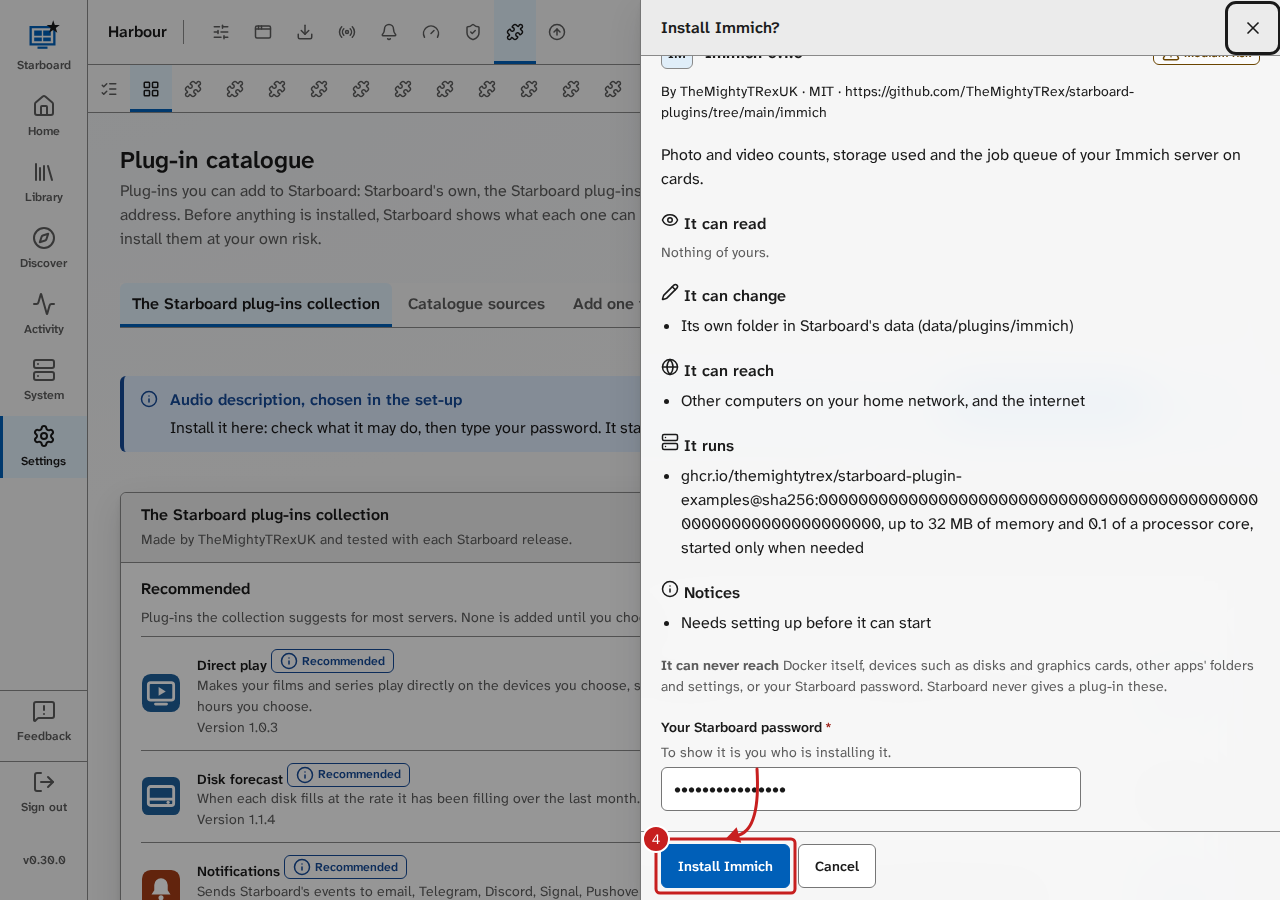 Starboard
Home
Library
Discover
Activity
System
Settings
Feedback
Sign out
v0.30.0
Harbour
Plug-in catalogue
Plug-ins you can add to Starboard: Starboard's own, the Starboard plug-ins
address. Before anything is installed, Starboard shows what each one can
install them at your own risk.
The Starboard plug-ins collection
Catalogue sources
Add one
Audio description, chosen in the set-up
Install it here: check what it may do, then type your password. It sta
The Starboard plug-ins collection
Made by TheMightyTRexUK and tested with each Starboard release.
Recommended
Plug-ins the collection suggests for most servers. None is added until you cho
Direct play Recommended
Makes your films and series play directly on the devices you choose, s
hours you choose.
Version 1.0.3
Disk forecast Recommended
When each disk fills at the rate it has been filling over the last month.
Version 1.1.4
Notifications Recommended
Sends Starboard's events to email, Telegram, Discord, Signal, Pushove
Install Immich?
By TheMightyTRexUK · MIT · https://github.com/TheMightyTRex/starboard-
plugins/tree/main/immich
Photo and video counts, storage used and the job queue of your Immich server on
cards.
It can read
Nothing of yours.
It can change
Its own folder in Starboard's data (data/plugins/immich)
It can reach
Other computers on your home network, and the internet
It runs
ghcr.io/themightytrex/starboard-plugin-
examples@sha256:00000000000000000000000000000000000000000000
00000000000000000000, up to 32 MB of memory and 0.1 of a processor core,
started only when needed
Notices
Needs setting up before it can start
It can never reach Docker itself, devices such as disks and graphics cards, other apps' folders
and settings, or your Starboard password. Starboard never gives a plug-in these.
Your Starboard password *
To show it is you who is installing it.
••••••••••••••••
4
Install Immich
Cancel